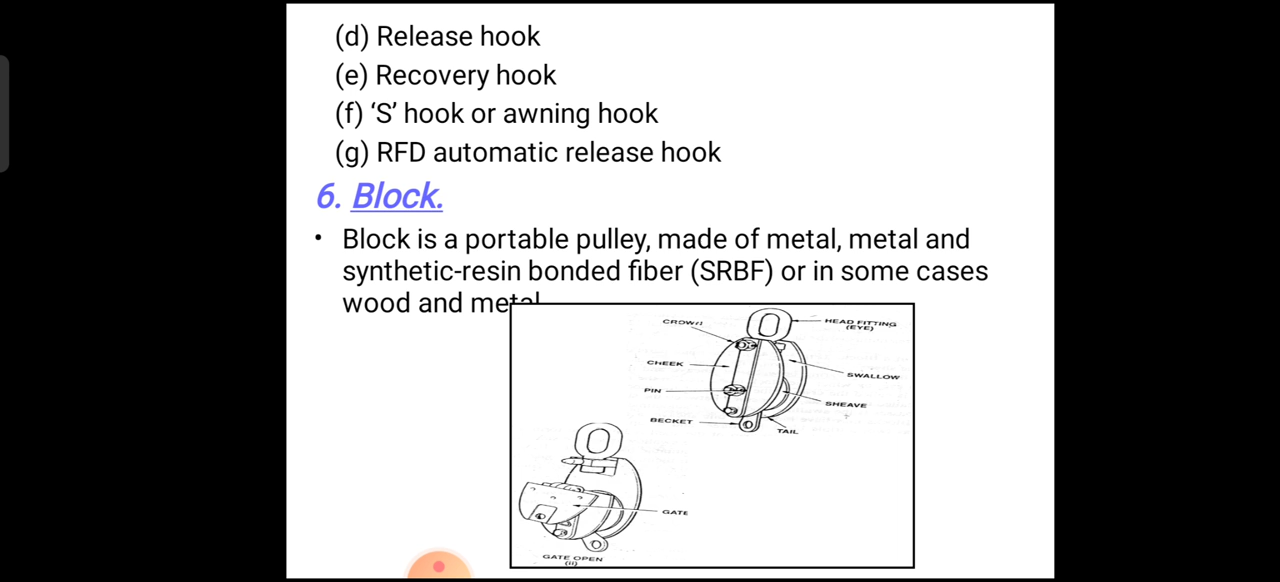 (d) Release hook
(e) Recovery hook
(f) ‘S’ hook or awning hook
(g) RFD automatic release hook
6. Block.
• Block is a portable pulley, made of metal, metal and
synthetic-resin bonded fiber (SRBF) or in some cases
wood and metal
CROWN
HEAD FITTING
(EYE)
CHEEK
SWALLOW
PIN
SHEAVE
BECKET
TAIL
GATE
GATE OPEN
(ii)